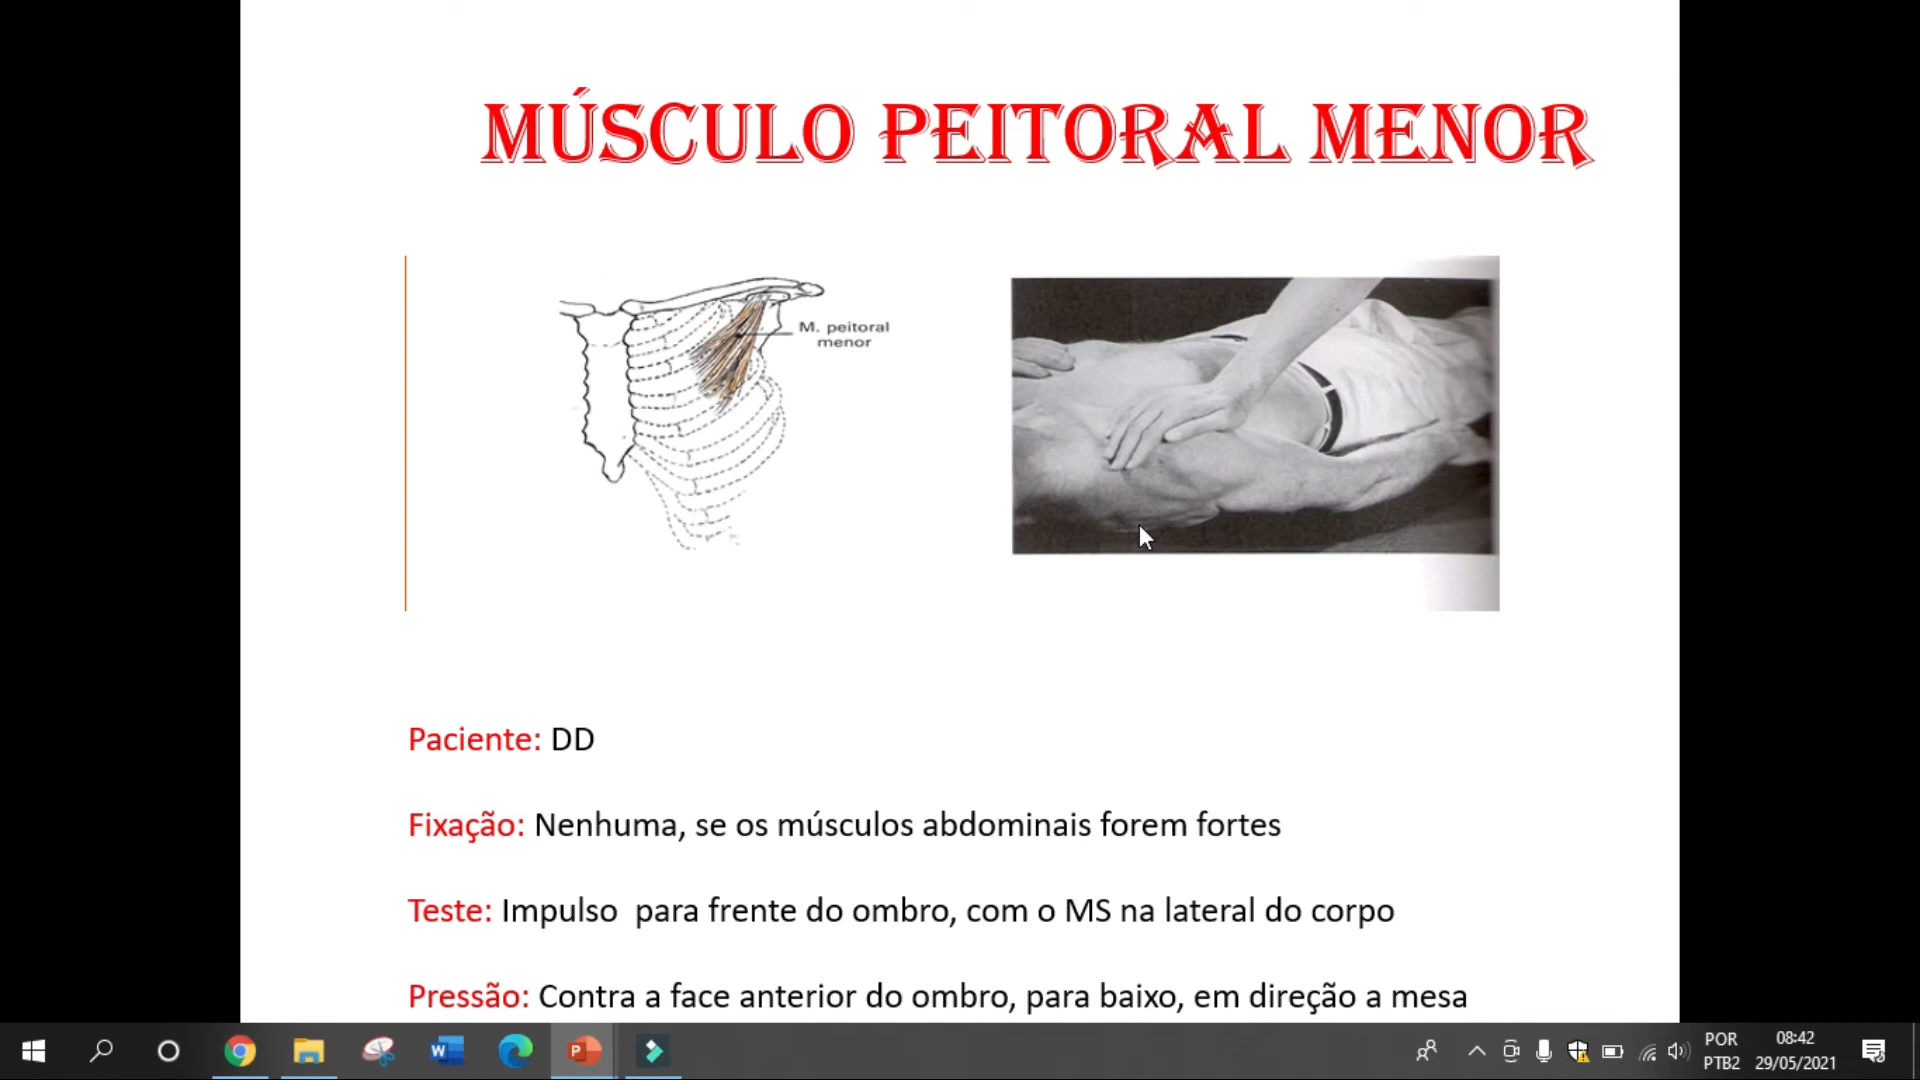 MÚSCULO PEITORAL MENOR
M. peitoral
menor
Paciente: DD
Fixação: Nenhuma, se os músculos abdominais forem fortes
Teste: Impulso  para frente do ombro, com o MS na lateral do corpo
Pressão: Contra a face anterior do ombro, para baixo, em direção a mesa
POR
PTB2
08:42
29/05/2021